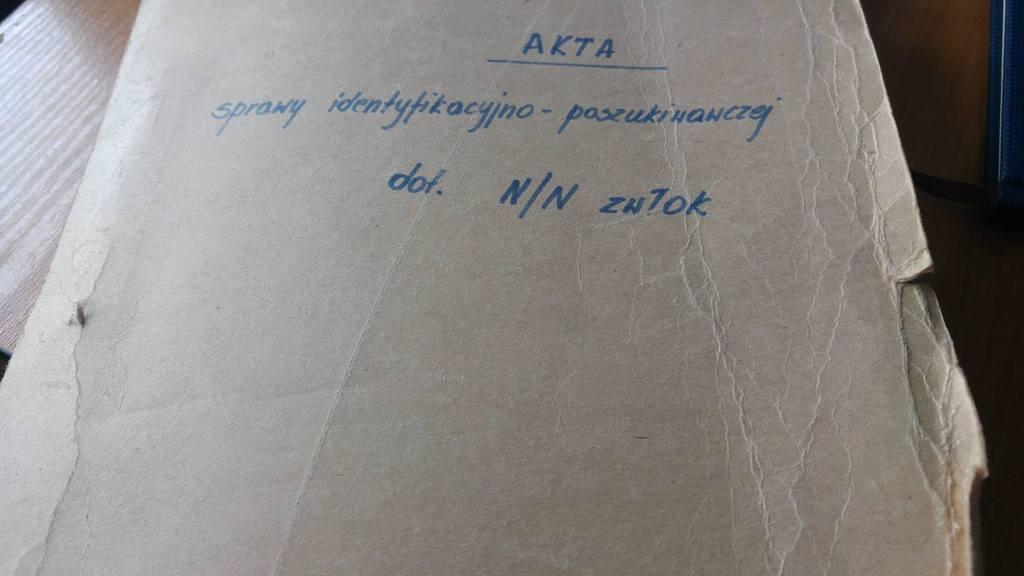 AKTA
sprawy identyfikacyjno - poszukiwawczej
dot. N/N zwłok